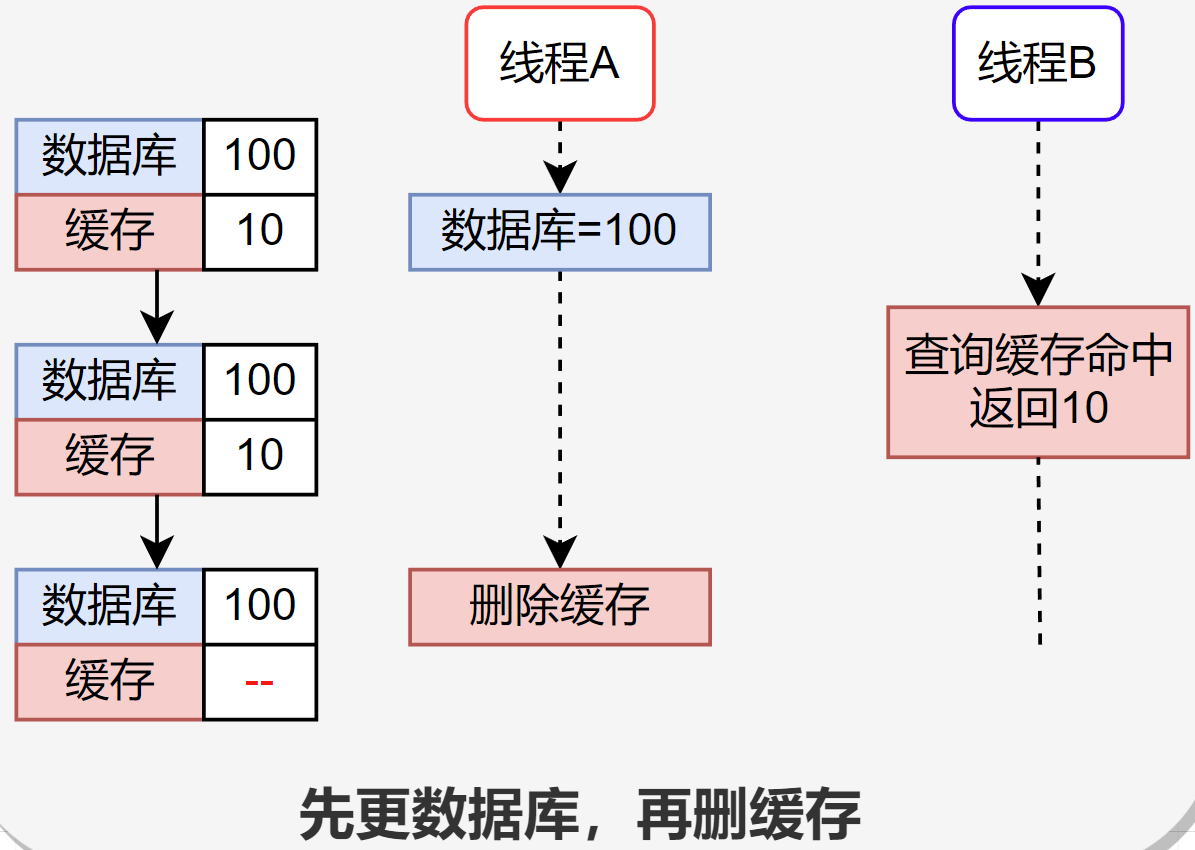 线程A
线程B
数据库 100
缓存 10
数据库=100
数据库 100
缓存 10
查询缓存命中
返回10
数据库 100
缓存 --
删除缓存
先更数据库，再删缓存